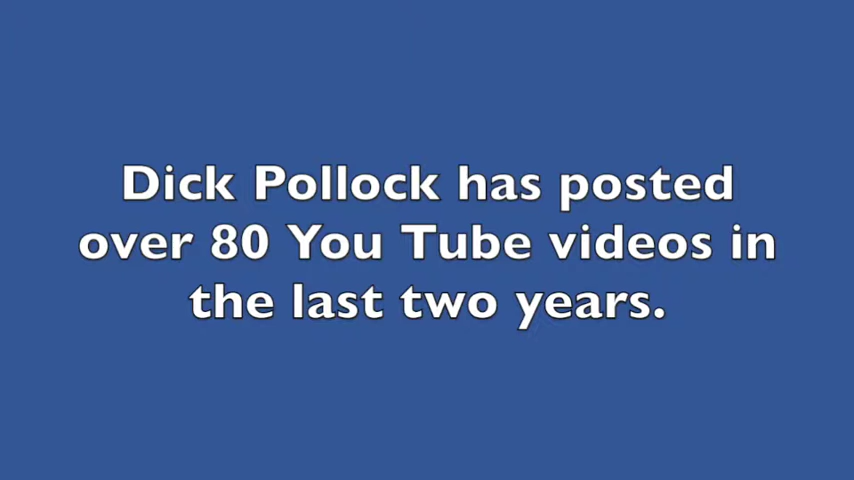 Dick Pollock has posted
over 80 You Tube videos in
the last two years.